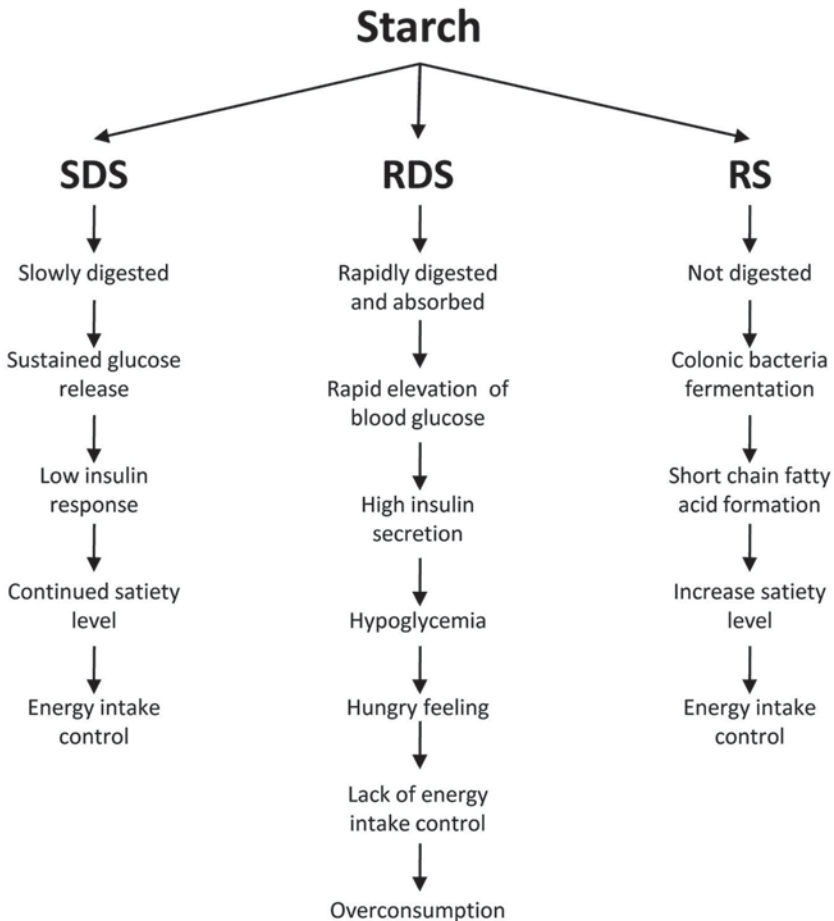 Starch
SDS
RDS
RS
Slowly digested
Sustained glucose
release
Low insulin
response
Continued satiety
level
Energy intake
control
Rapidly digested
and absorbed
Rapid elevation of
blood glucose
High insulin
secretion
Hypoglycemia
Hungry feeling
Lack of energy
intake control
Overconsumption
Not digested
Colonic bacteria
fermentation
Short chain fatty
acid formation
Increase satiety
level
Energy intake
control